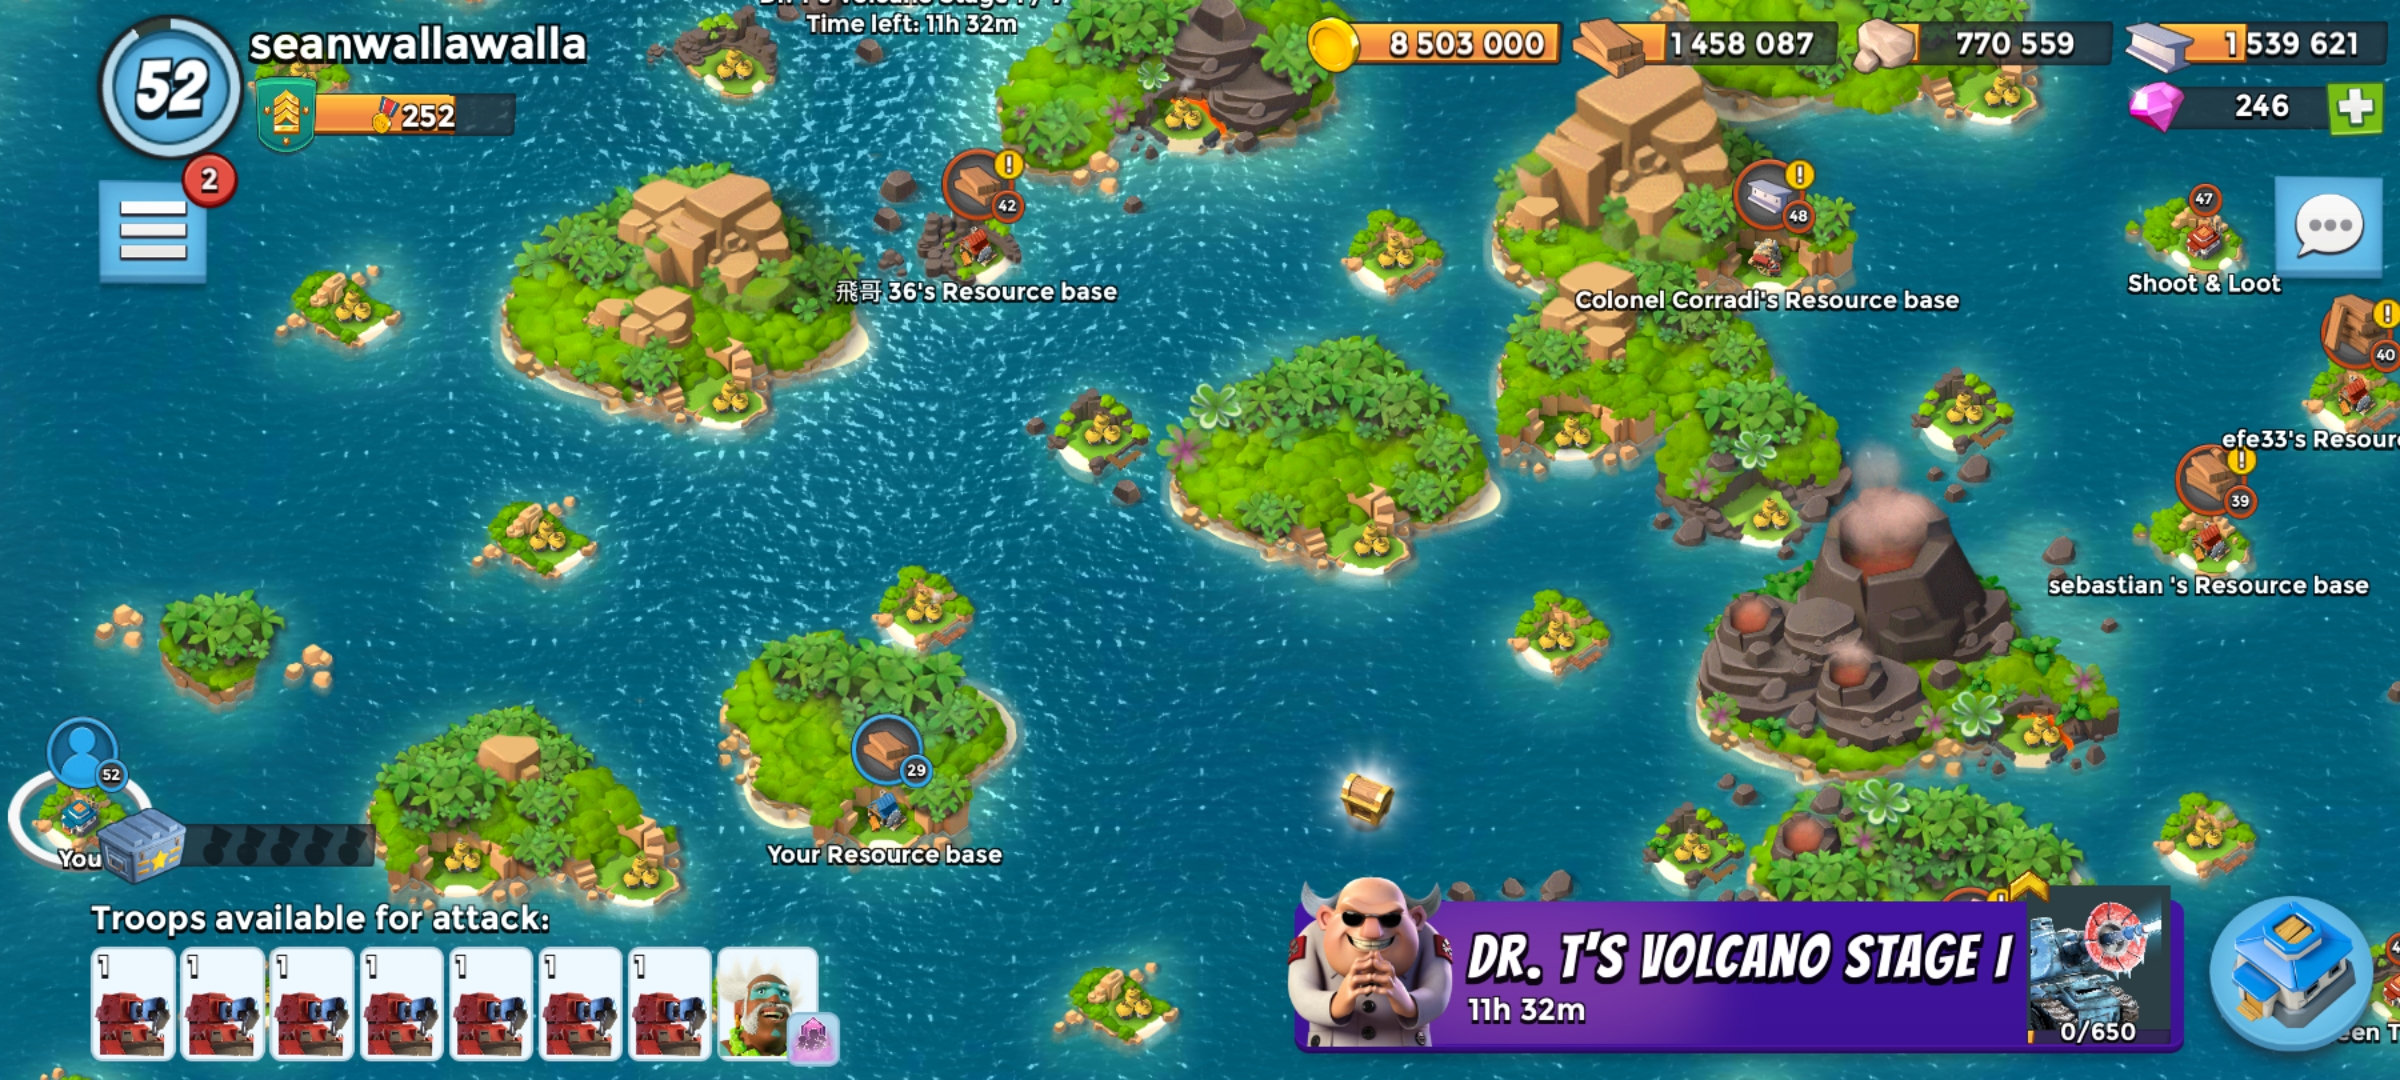 Time left: 11h 32m
52
seanwallawalla
252
8 503 000
1 458 087
770 559
1 539 621
246
2
42
飛哥 36's Resource base
48
Colonel Corradi's Resource base
47
Shoot & Loot
40
efe33's Resour
39
sebastian 's Resource base
52
You
29
Your Resource base
Troops available for attack:
1
1
1
1
1
1
1
DR. T'S VOLCANO STAGE I
11h 32m
0/650